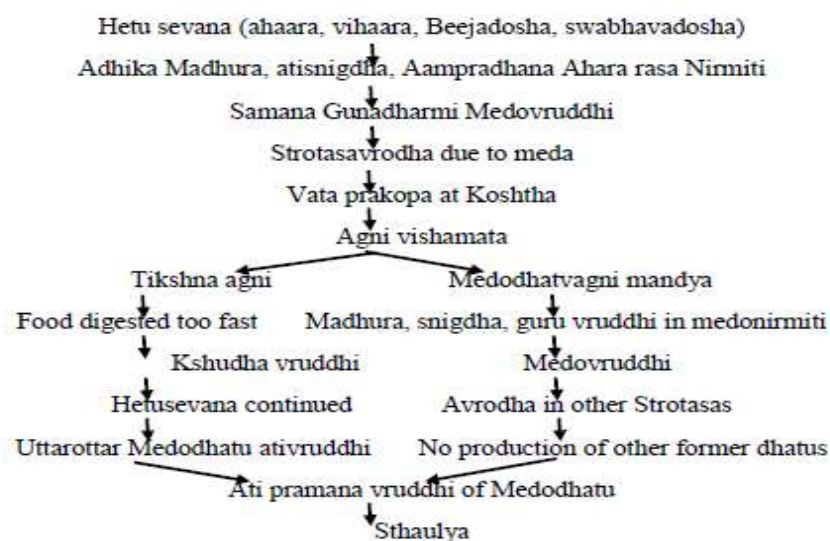 Hetu sevana (ahaara, vihaara, Beejadosha, swabhavadosha)
Adhika Madhura, atisnigdha, Aampradhana Ahara rasa Nirmiti
Samana Gunadharmi Medovruddhi
Strotasavrodha due to meda
Vata prakopa at Koshtha
Agni vishamata
Tikshna agni
Medodhatvagni mandya
Food digested too fast
Madhura, snigdha, guru vruddhi in medonirmiti
Kshudha vruddhi
Medovruddhi
Hetusevana continued
Avrodha in other Strotasas
Uttarottar Medodhatu ativruddhi
No production of other former dhatus
Ati pramana vruddhi of Medodhatu
Sthaulya